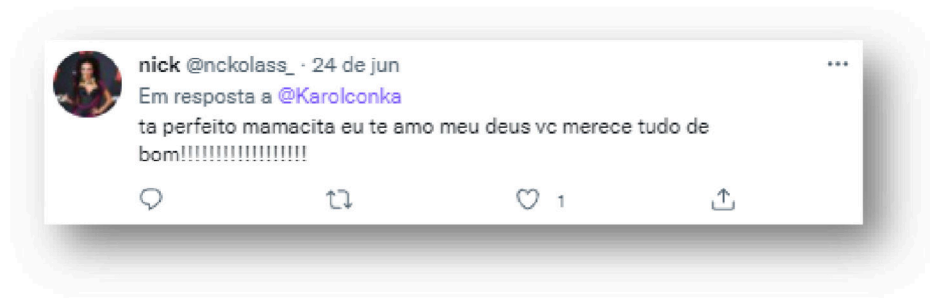 nick @nckolass_ · 24 de jun
Em resposta a @Karolconka
ta perfeito mamacita eu te amo meu deus vc merece tudo de
bom!!!!!!!!!!!!!!!!!!
1